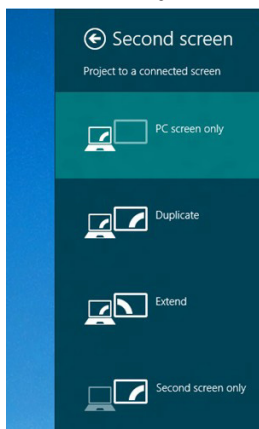 Second screen
Project to a connected screen
PC screen only
Duplicate
Extend
Second screen only